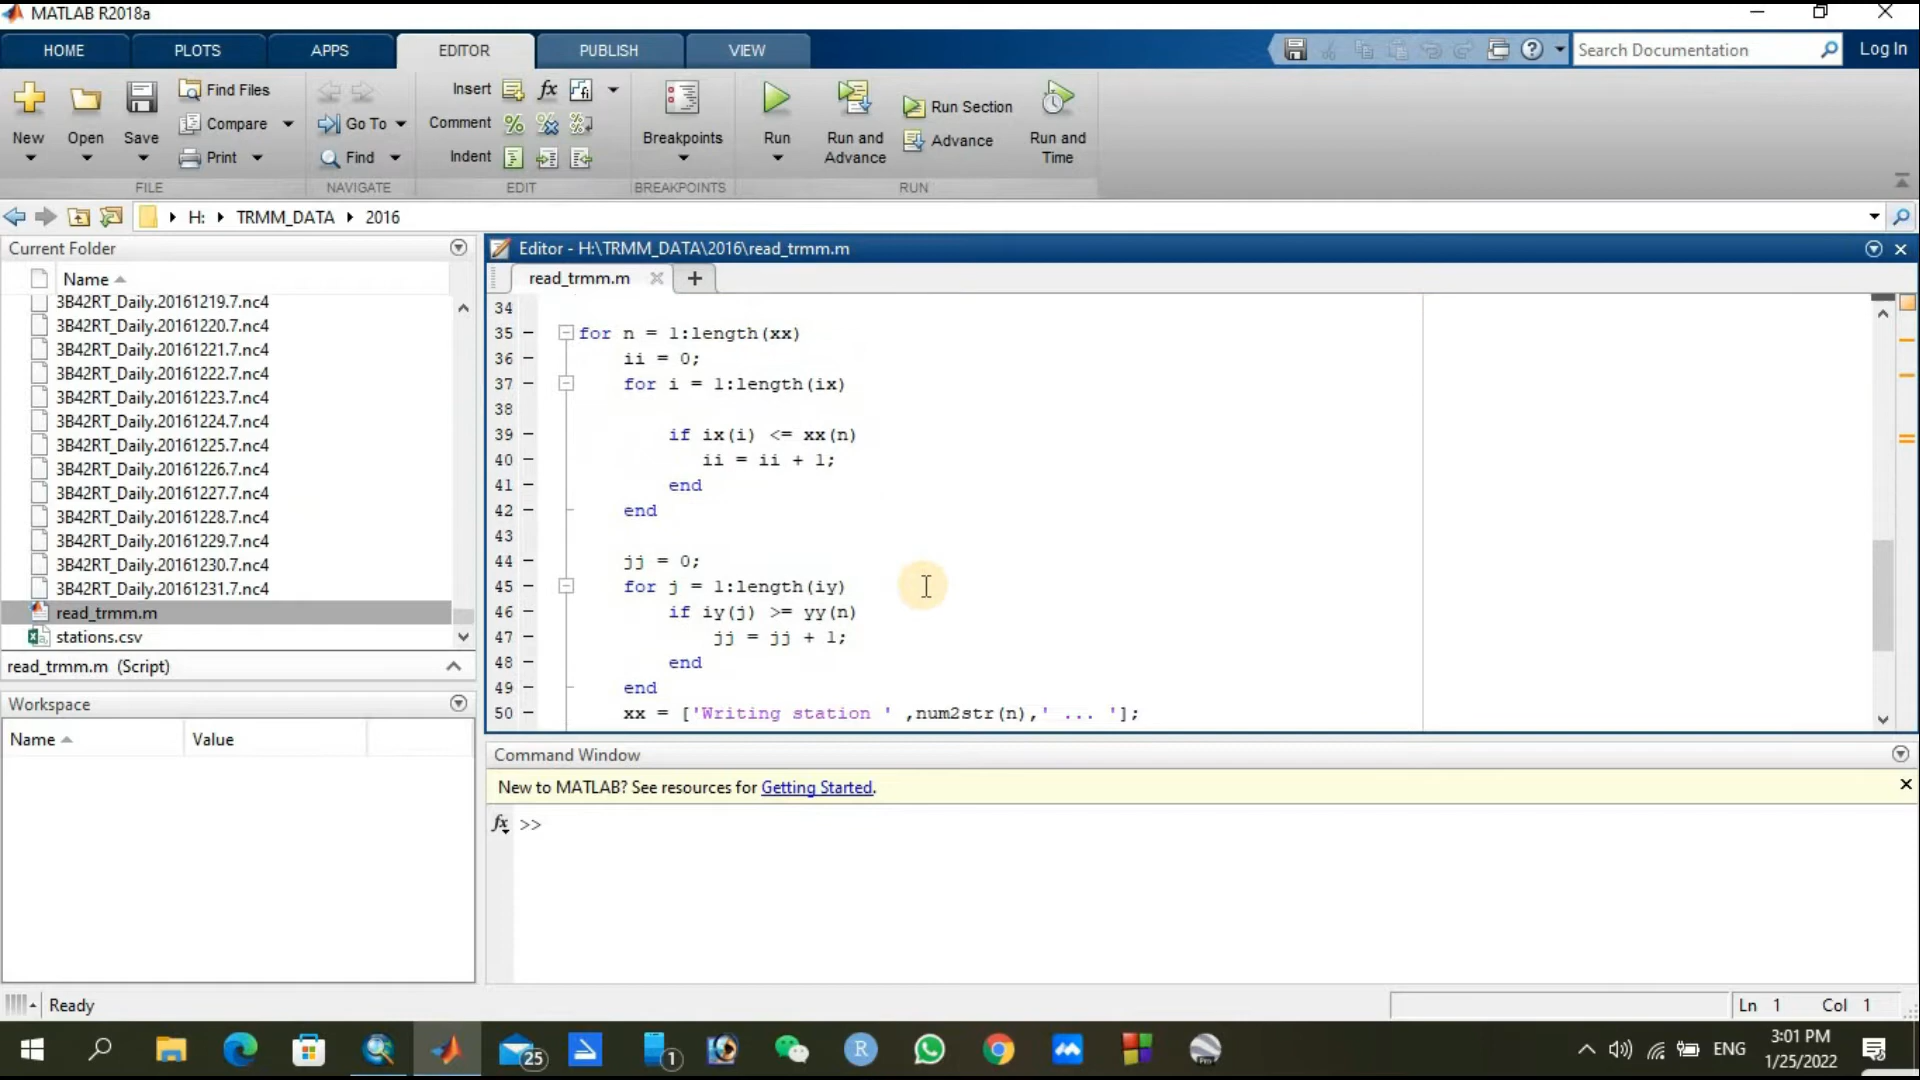 MATLAB R2018a
HOME PLOTS APPS EDITOR PUBLISH VIEW
Search Documentation
Log In
New
Open
Save
Find Files
Compare
Print
FILE
Go To
Find
NAVIGATE
Insert fx
Comment
Indent
EDIT
Breakpoints
BREAKPOINTS
Run
Run and
Advance
Run Section
Advance
Run and
Time
RUN
H: TRMM_DATA 2016
Current Folder
Name
3B42RT_Daily.20161219.7.nc4
3B42RT_Daily.20161220.7.nc4
3B42RT_Daily.20161221.7.nc4
3B42RT_Daily.20161222.7.nc4
3B42RT_Daily.20161223.7.nc4
3B42RT_Daily.20161224.7.nc4
3B42RT_Daily.20161225.7.nc4
3B42RT_Daily.20161226.7.nc4
3B42RT_Daily.20161227.7.nc4
3B42RT_Daily.20161228.7.nc4
3B42RT_Daily.20161229.7.nc4
3B42RT_Daily.20161230.7.nc4
3B42RT_Daily.20161231.7.nc4
read_trmm.m
stations.csv
read_trmm.m (Script)
Workspace
Name Value
Editor - H:\TRMM_DATA\2016\read_trmm.m
read_trmm.m
34
35 for n = 1:length(xx)
36 ii = 0;
37 for i = 1:length(ix)
38
39 if ix(i) <= xx(n)
40 ii = ii + 1;
41 end
42 end
43
44 jj = 0;
45 for j = 1:length(iy)
46 if iy(j) >= yy(n)
47 jj = jj + 1;
48 end
49 end
50 xx = ['Writing station ' ,num2str(n),' ... '];
Command Window
New to MATLAB? See resources for Getting Started.
fx >>
Ready
Ln 1 Col 1
25
1
R
ENG
3:01 PM
1/25/2022